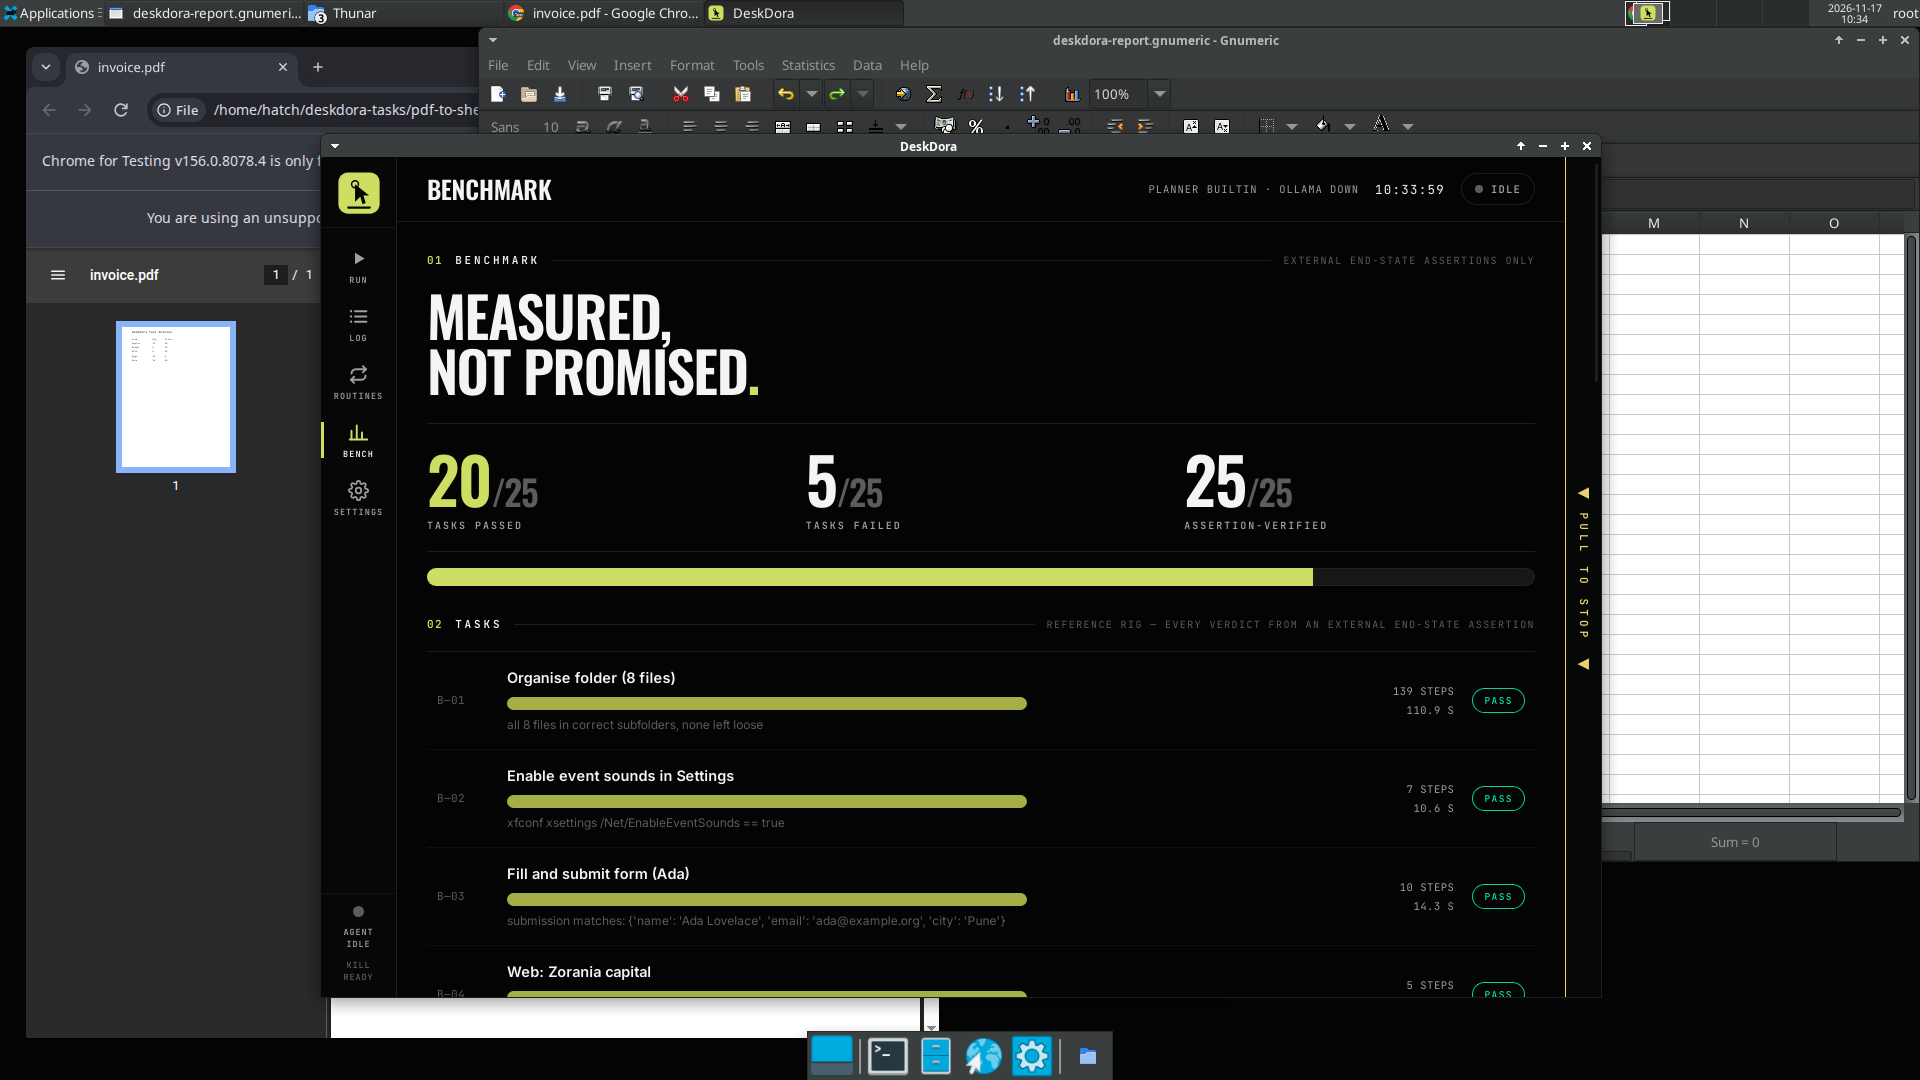 Applications
deskdora-report.gnumeri...
3
Thunar
invoice.pdf - Google Chro...
DeskDora
2026-11-17
10:34
root
invoice.pdf
File
/home/hatch/deskdora-tasks/pdf-to-she
Chrome for Testing v156.0.8078.4 is only f
You are using an unsuppo
invoice.pdf
1 / 1
1
deskdora-report.gnumeric - Gnumeric
File Edit View Insert Format Tools Statistics Data Help
100%
Sans 10
M N O
Sum = 0
DeskDora
BENCHMARK
PLANNER BUILTIN · OLLAMA DOWN
10:33:59
IDLE
RUN
LOG
ROUTINES
BENCH
SETTINGS
AGENT
IDLE
KILL
READY
01 BENCHMARK
EXTERNAL END-STATE ASSERTIONS ONLY
MEASURED,
NOT PROMISED.
20/25
TASKS PASSED
5/25
TASKS FAILED
25/25
ASSERTION-VERIFIED
02 TASKS
REFERENCE RIG — EVERY VERDICT FROM AN EXTERNAL END-STATE ASSERTION
B—01
Organise folder (8 files)
all 8 files in correct subfolders, none left loose
139 STEPS
110.9 S
PASS
B—02
Enable event sounds in Settings
xfconf xsettings /Net/EnableEventSounds == true
7 STEPS
10.6 S
PASS
B—03
Fill and submit form (Ada)
submission matches: {'name': 'Ada Lovelace', 'email': 'ada@example.org', 'city': 'Pune'}
10 STEPS
14.3 S
PASS
B—04
Web: Zorania capital
5 STEPS
PASS
PULL TO STOP